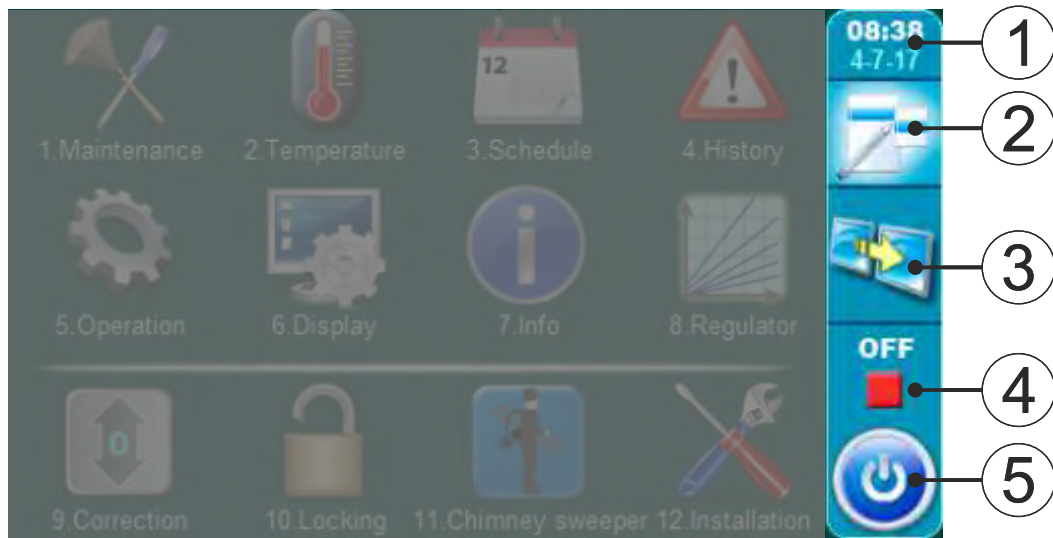 08:38
4-7-17
1
2
12
1.Maintenance 2.Temperature 3.Schedule 4.History
3
5.Operation 6.Display 7.Info 8.Regulator
OFF
4
0
5
9.Correction 10.Locking 11.Chimney sweeper 12.Installation